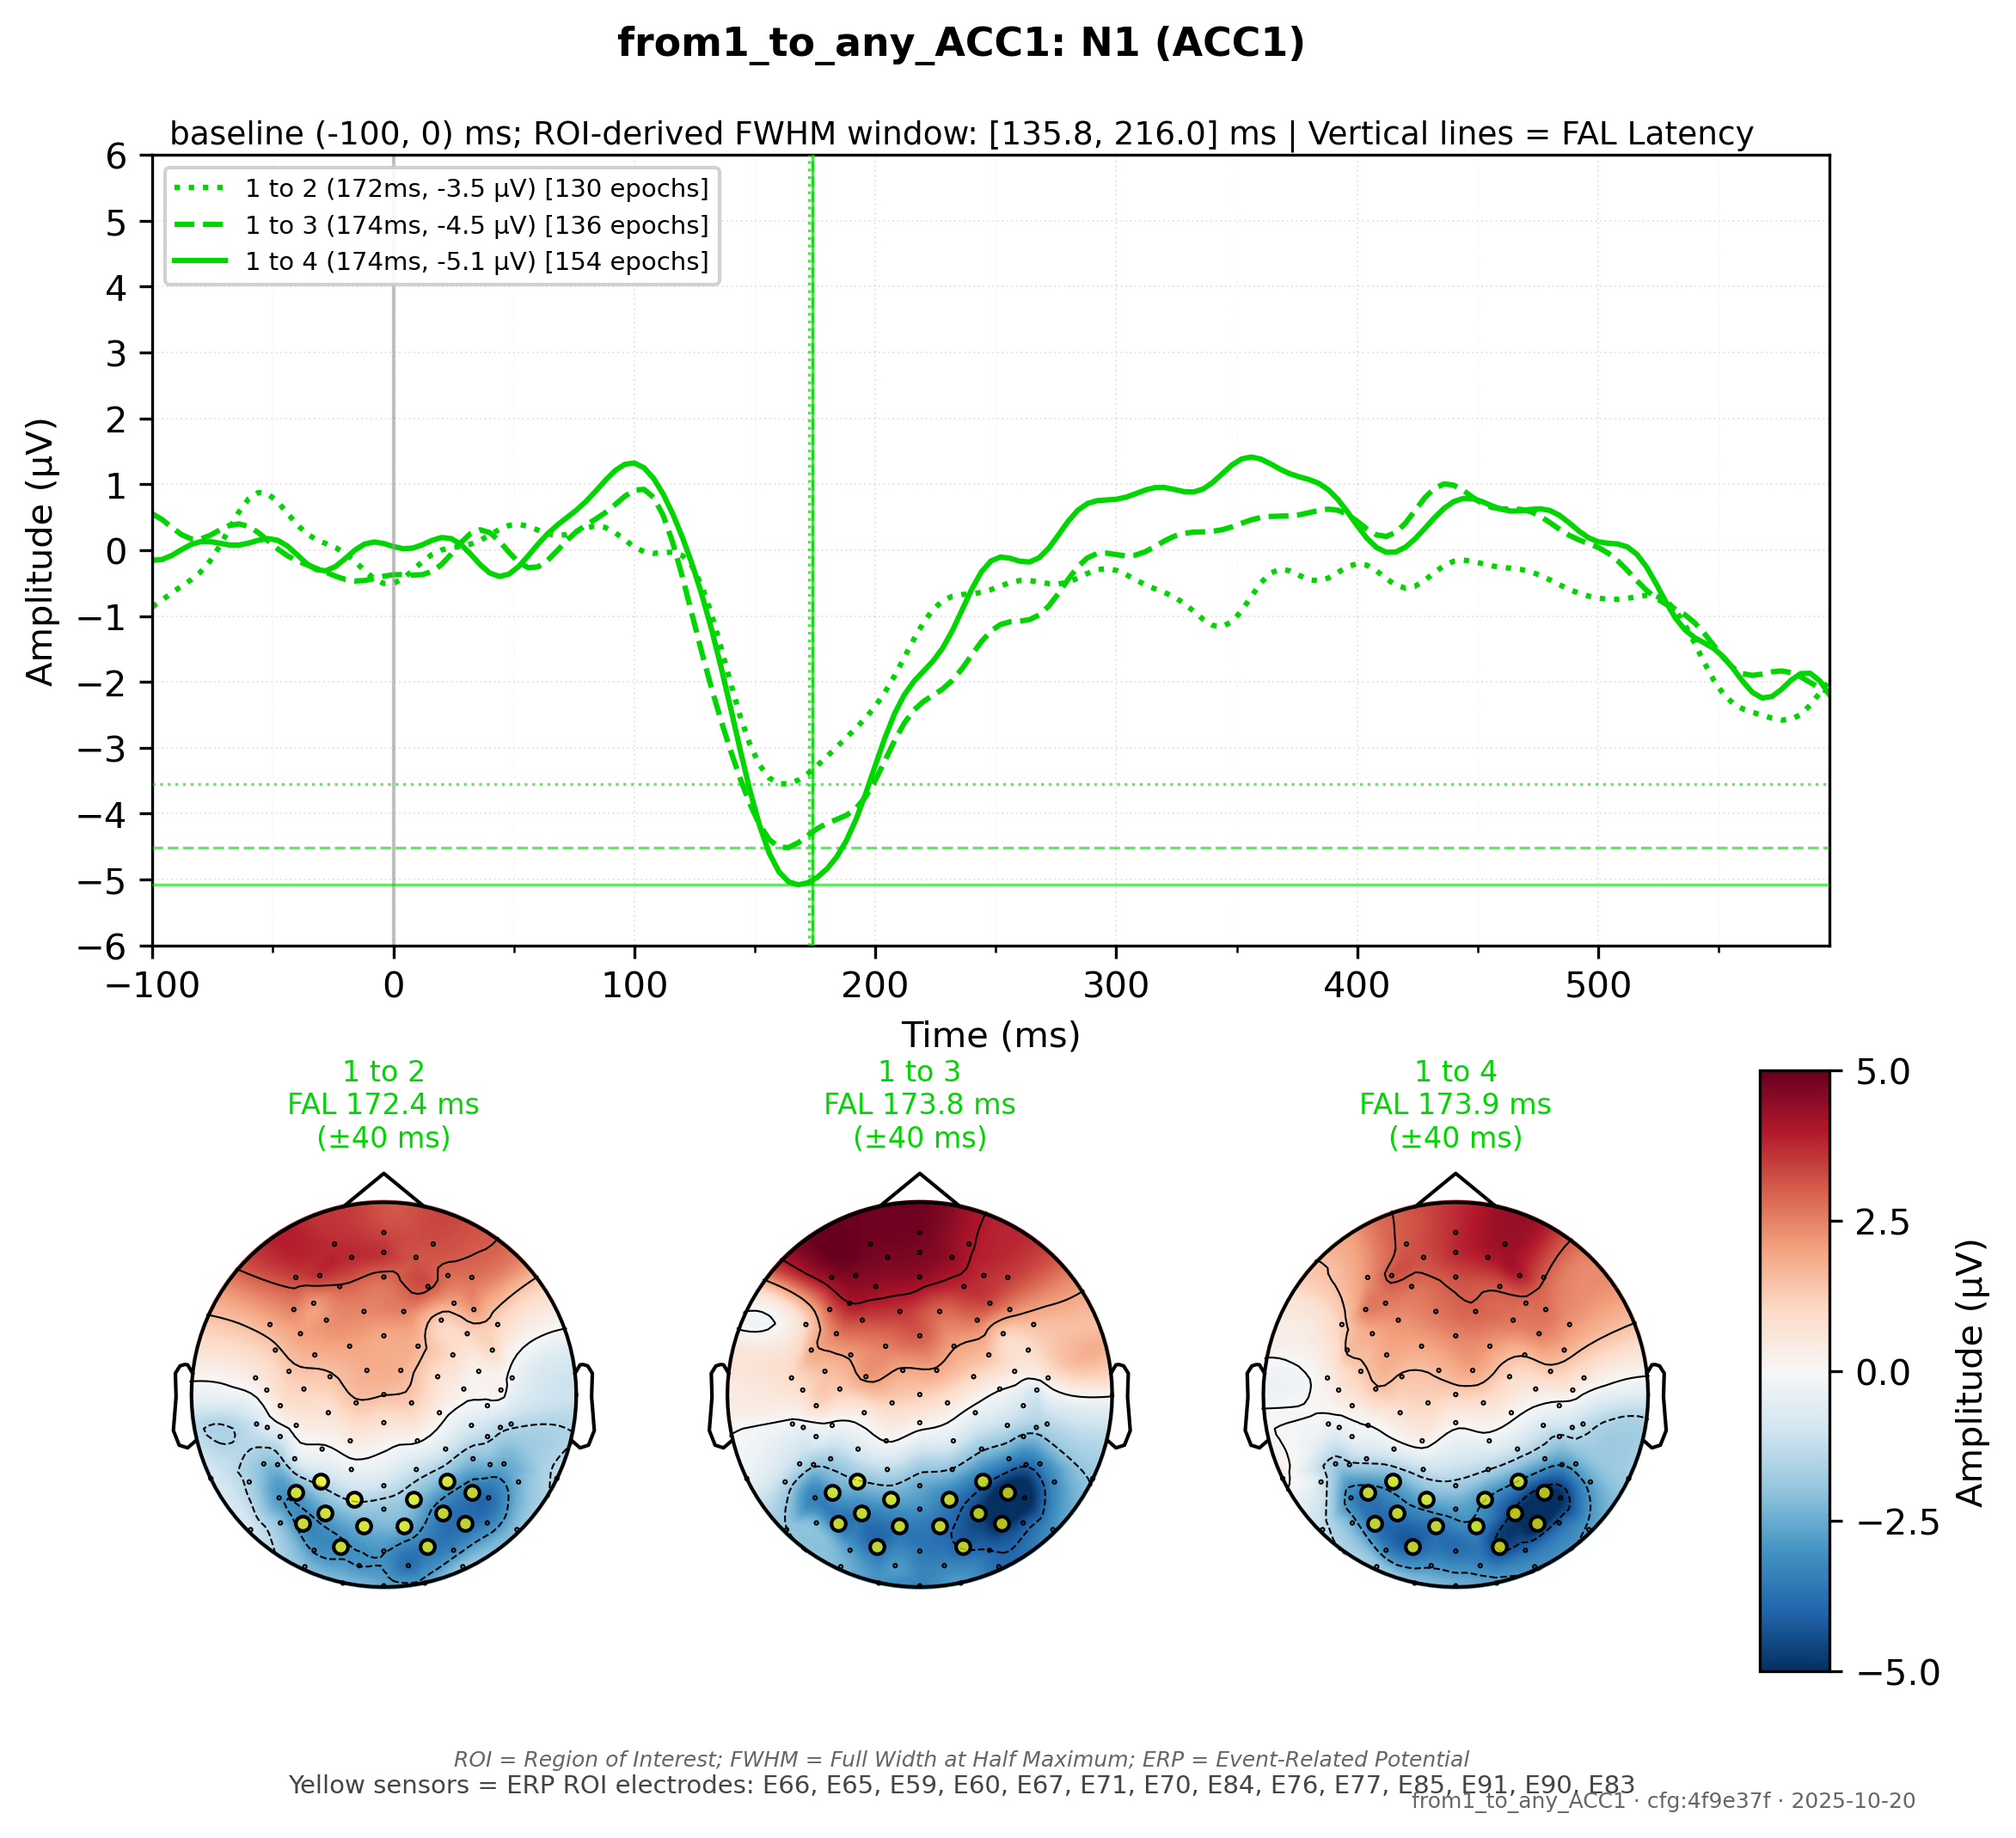 from1_to_any_ACC1: N1 (ACC1)
baseline (-100, 0) ms; ROI-derived FWHM window: [135.8, 216.0] ms | Vertical lines = FAL Latency
1 to 2 (172ms, -3.5 µV) [130 epochs]
1 to 3 (174ms, -4.5 µV) [136 epochs]
1 to 4 (174ms, -5.1 µV) [154 epochs]
Amplitude (µV)
6
5
4
3
2
1
0
−1
−2
−3
−4
−5
−6
−100 0 100 200 300 400 500
Time (ms)
1 to 2
FAL 172.4 ms
(±40 ms)
1 to 3
FAL 173.8 ms
(±40 ms)
1 to 4
FAL 173.9 ms
(±40 ms)
5.0
2.5
0.0
−2.5
−5.0
Amplitude (µV)
ROI = Region of Interest; FWHM = Full Width at Half Maximum; ERP = Event-Related Potential
Yellow sensors = ERP ROI electrodes: E66, E65, E59, E60, E67, E71, E70, E84, E76, E77, E85, E91, E90, E83
from1_to_any_ACC1 · cfg:4f9e37f · 2025-10-20